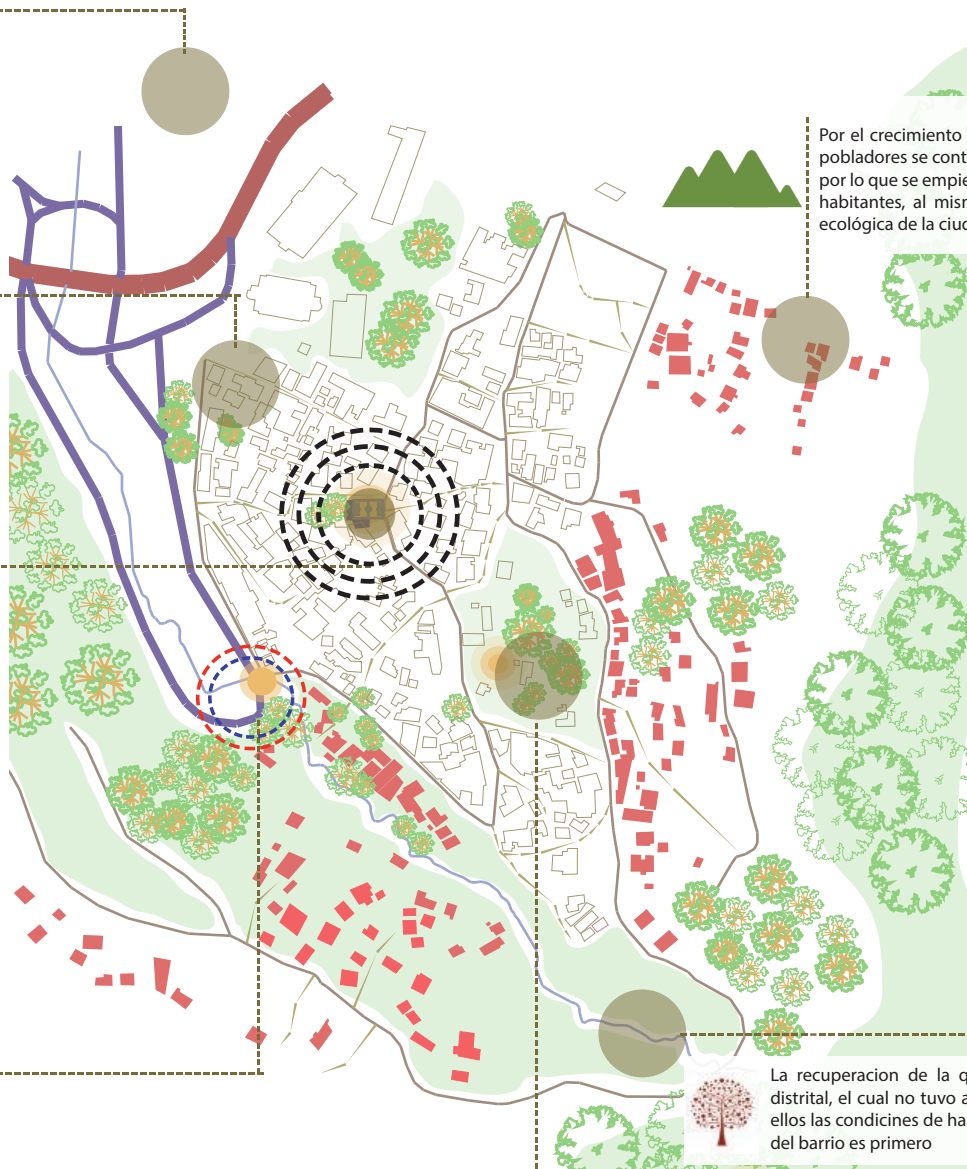 Por el crecimiento
pobladores se cont
por lo que se empie
habitantes, al misn
ecológica de la ciud
La recuperacion de la q
distrital, el cual no tuvo a
ellos las condicines de ha
del barrio es primero